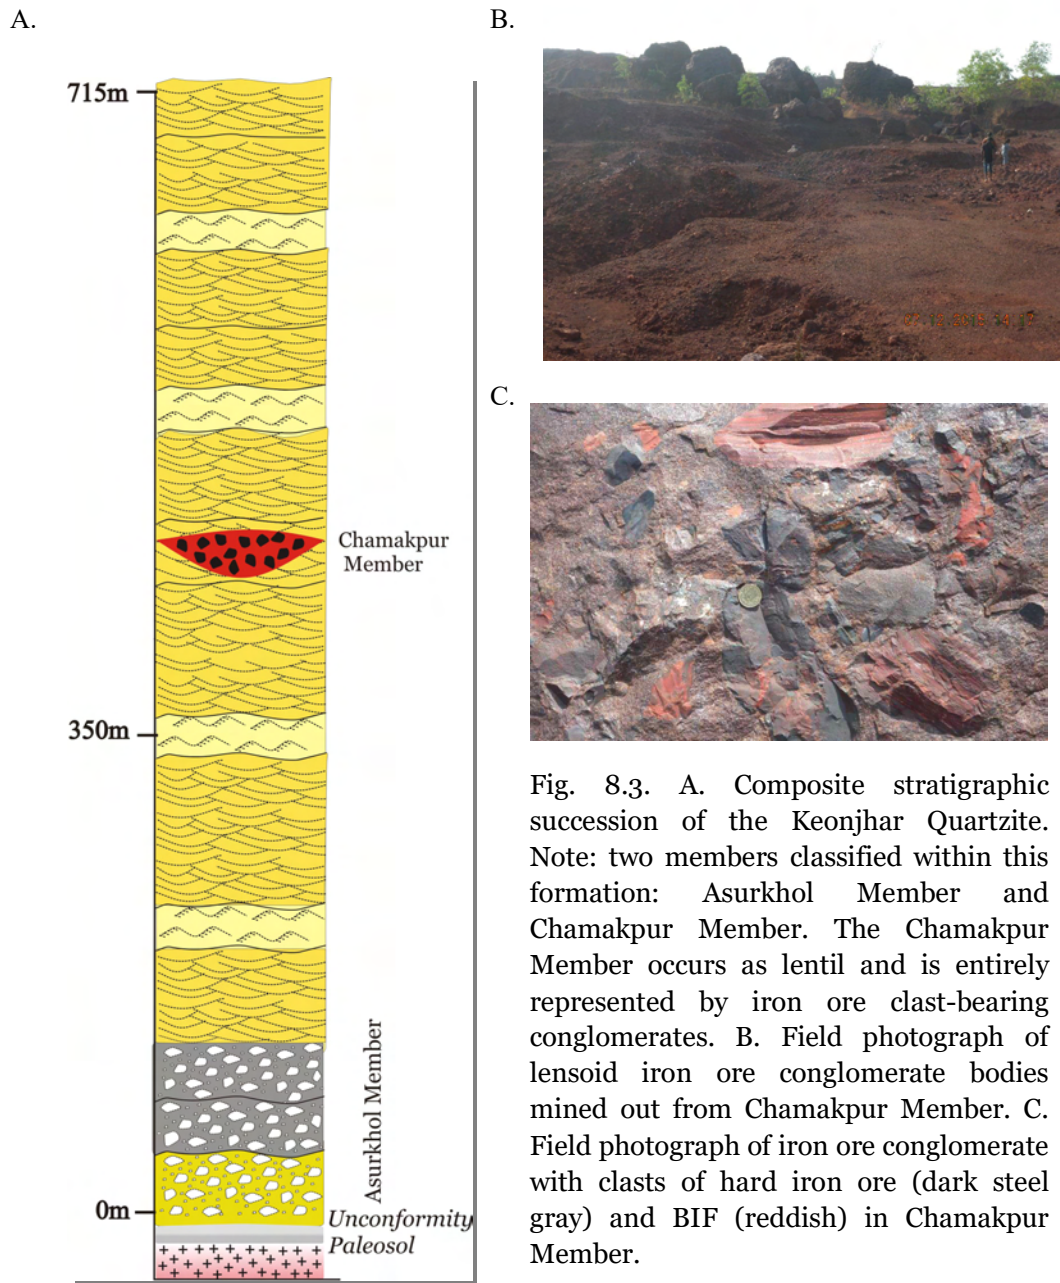 A.
715m
Chamakpur
Member
350m
Asurkhol Member
0m
Unconformity
Paleosol
B.
C.
Fig. 8.3. A. Composite stratigraphic
succession of the Keonjhar Quartzite.
Note: two members classified within this
formation: Asurkhol Member and
Chamakpur Member. The Chamakpur
Member occurs as lentil and is entirely
represented by iron ore clast-bearing
conglomerates. B. Field photograph of
lensoid iron ore conglomerate bodies
mined out from Chamakpur Member. C.
Field photograph of iron ore conglomerate
with clasts of hard iron ore (dark steel
gray) and BIF (reddish) in Chamakpur
Member.